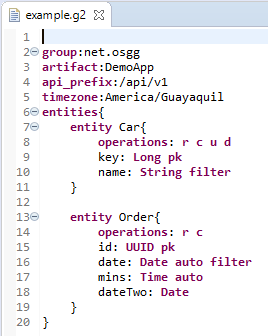 example.g2
1
2 group:net.osgg
3 artifact:DemoApp
4 api_prefix:/api/v1
5 timezone:America/Guayaquil
6 entities{
7 entity Car{
8 operations: r c u d
9 key: Long pk
10 name: String filter
11 }
12
13 entity Order{
14 operations: r c
15 id: UUID pk
16 date: Date auto filter
17 mins: Time auto
18 dateTwo: Date
19 }
20 }